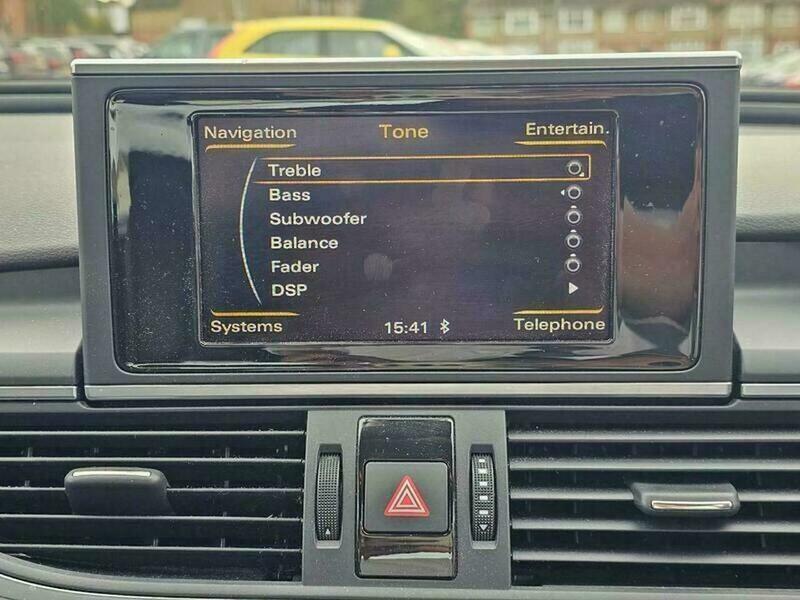 Navigation Tone Entertain.
Treble
Bass
Subwoofer
Balance
Fader
DSP
Systems 15:41 Telephone